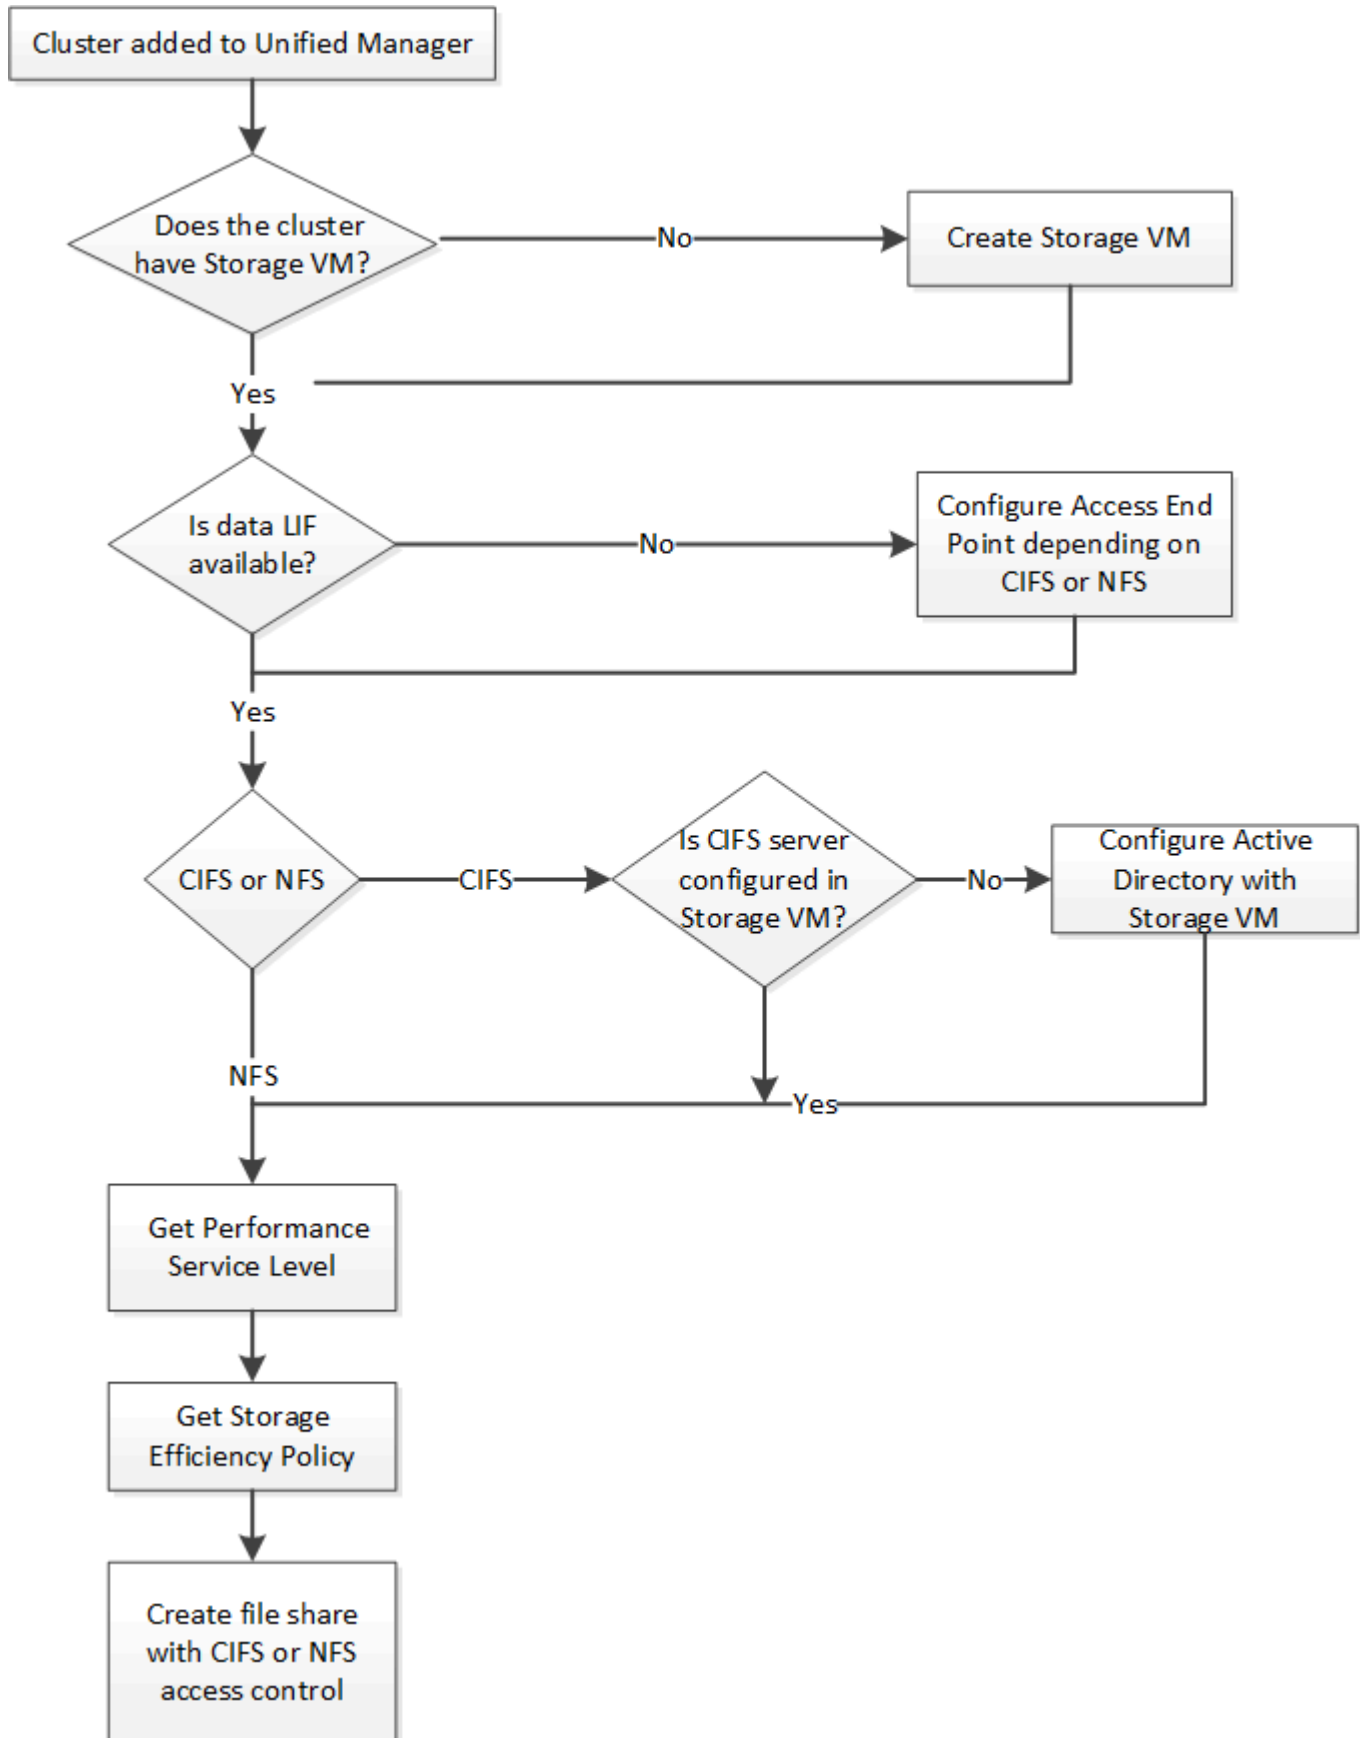 Cluster added to Unified Manager
Does the cluster
have Storage VM?
No
Create Storage VM
Yes
Is data LIF
available?
No
Configure Access End
Point depending on
CIFS or NFS
Yes
CIFS or NFS
CIFS
Is CIFS server
configured in
Storage VM?
No
Configure Active
Directory with
Storage VM
NFS
Yes
Get Performance
Service Level
Get Storage
Efficiency Policy
Create file share
with CIFS or NFS
access control